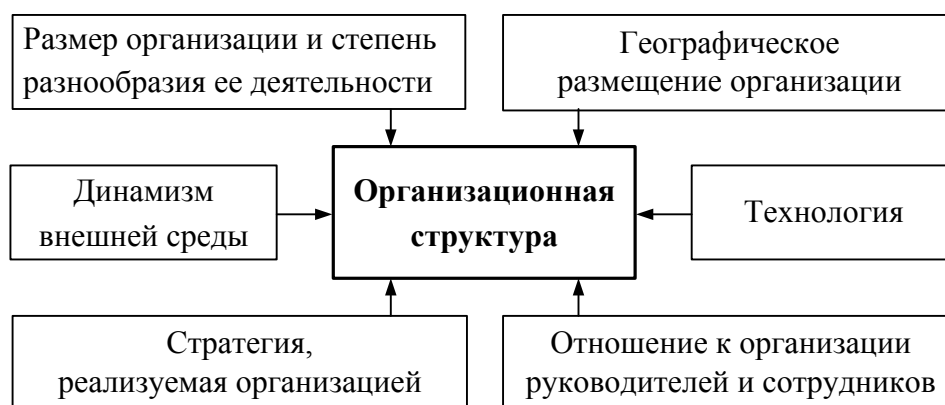 Размер организации и степень
разнообразия ее деятельности
Географическое
размещение организации
Динамизм
внешней среды
Организационная
структура
Технология
Стратегия,
реализуемая организацией
Отношение к организации
руководителей и сотрудников